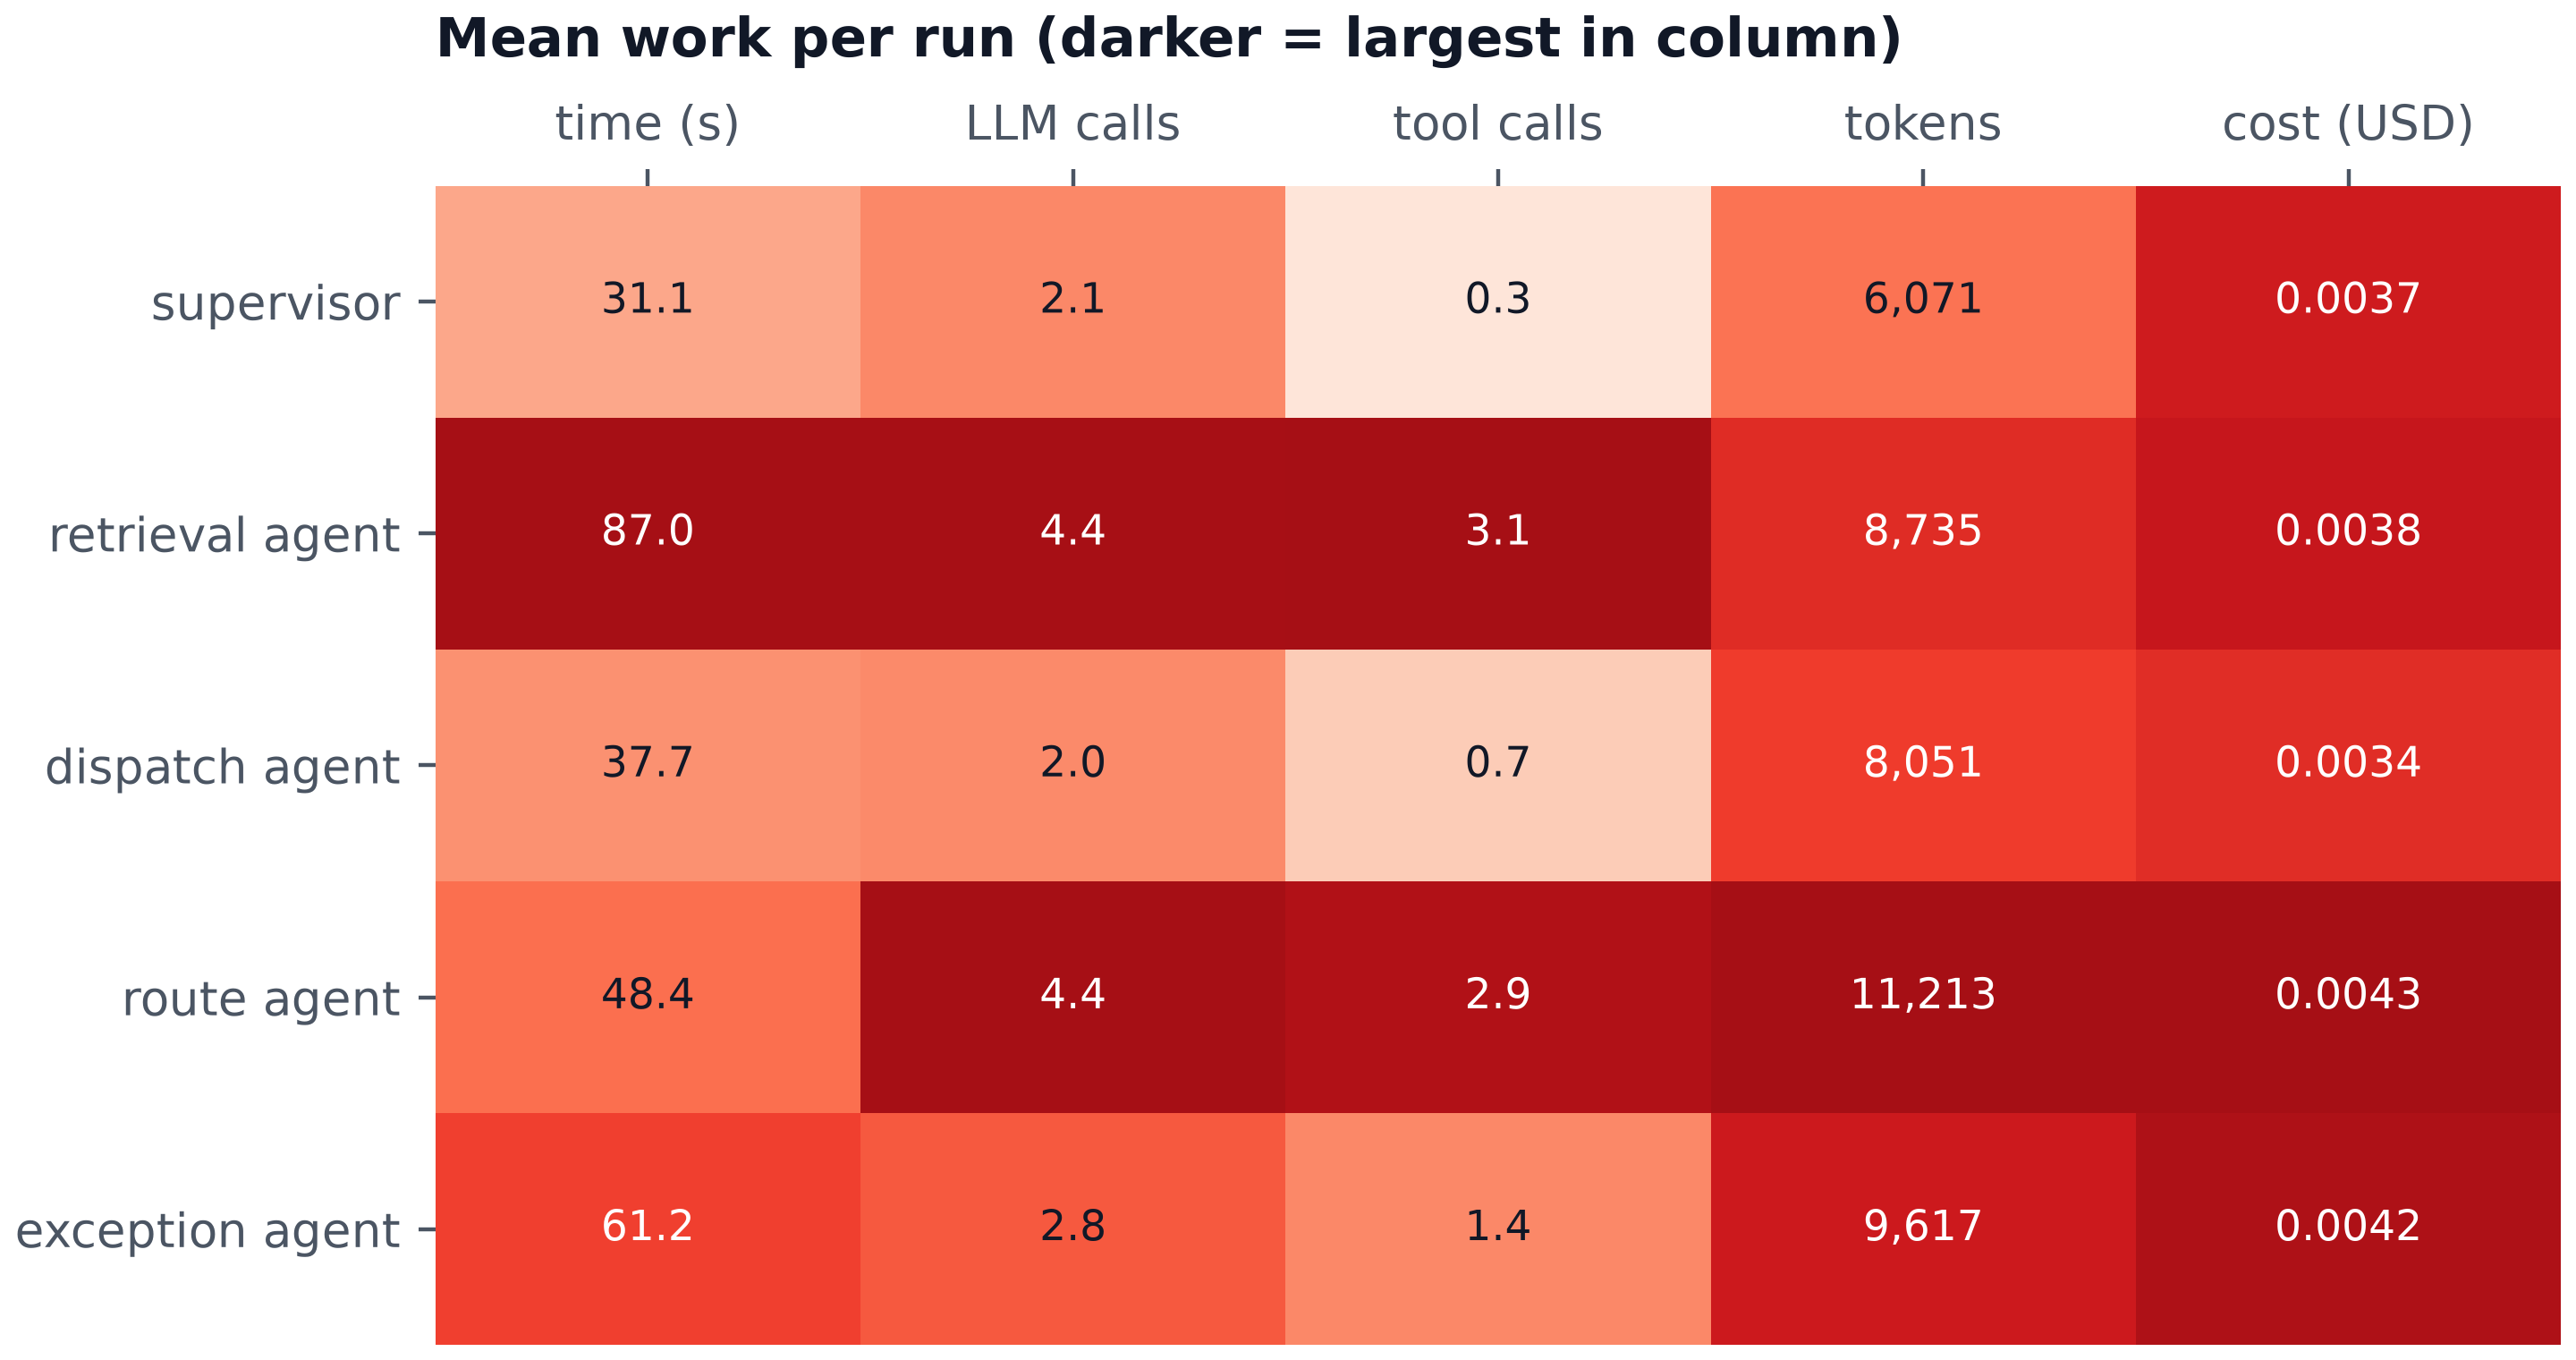 Mean work per run (darker = largest in column)
time (s) LLM calls tool calls tokens cost (USD)
supervisor 31.1 2.1 0.3 6,071 0.0037
retrieval agent 87.0 4.4 3.1 8,735 0.0038
dispatch agent 37.7 2.0 0.7 8,051 0.0034
route agent 48.4 4.4 2.9 11,213 0.0043
exception agent 61.2 2.8 1.4 9,617 0.0042